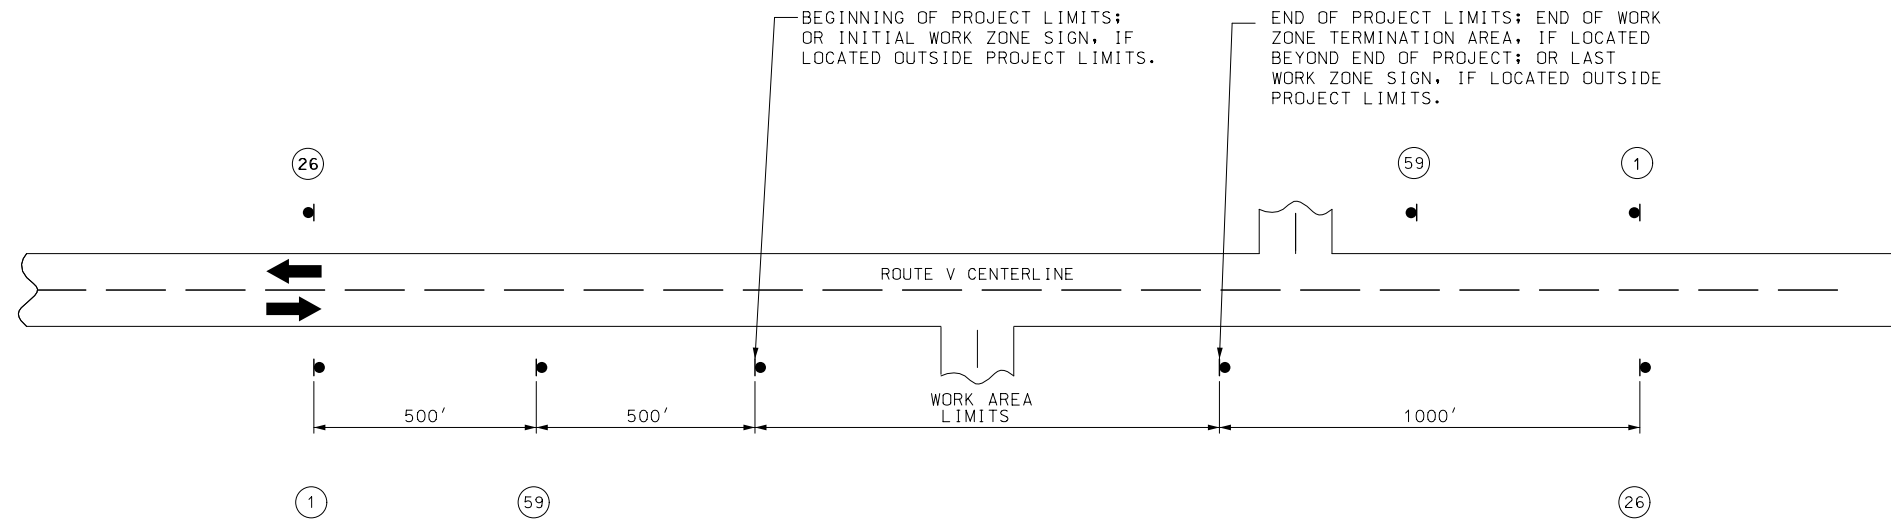 BEGINNING OF PROJECT LIMITS;
OR INITIAL WORK ZONE SIGN, IF
LOCATED OUTSIDE PROJECT LIMITS.
END OF PROJECT LIMITS; END OF WORK
ZONE TERMINATION AREA, IF LOCATED
BEYOND END OF PROJECT; OR LAST
WORK ZONE SIGN, IF LOCATED OUTSIDE
PROJECT LIMITS.
26
59
1
ROUTE V CENTERLINE
WORK AREA
LIMITS
500'
500'
1000'
1
59
26